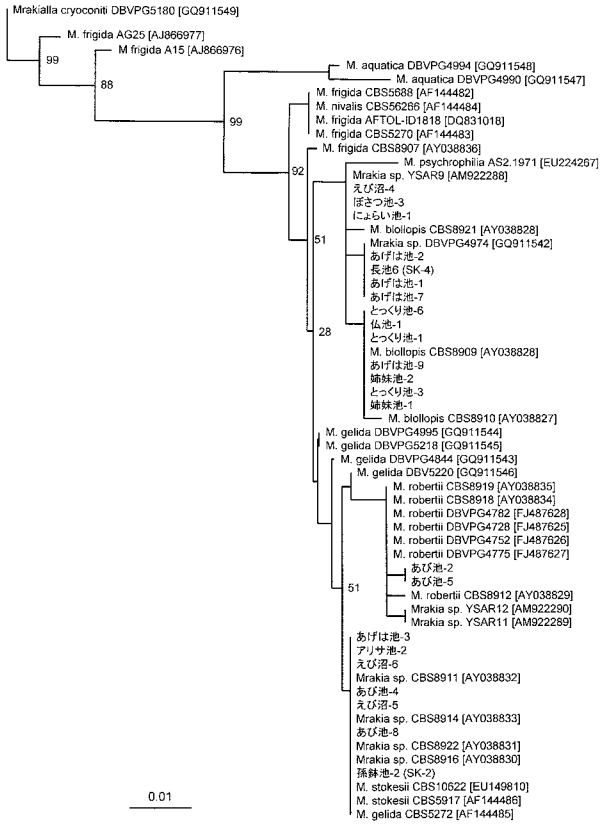 Mrakialla cryoconiti DBVPG5180 [GQ911549]
M. frigida AG25 [AJ866977]
M frigida A15 [AJ866976]
99
88
M. aquatica DBVPG4994 [GQ911548]
M. aquatica DBVPG4990 [GQ911547]
M. frigida CBS5688 [AF144482]
M. nivalis CBS56266 [AF144484]
M. frigida AFTOL-ID1818 [DQ831018]
M. frigida CBS5270 [AF144483]
99
M. frigida CBS8907 [AY038836]
M. psychrophilia AS2.1971 [EU224267]
92
Mrakia sp. YSAR9 [AM922288]
えび沼-4
ぼさつ池-3
にょらい池-1
M. blollopis CBS8921 [AY038828]
51
Mrakia sp. DBVPG4974 [GQ911542]
あげは池-2
長池6 (SK-4)
あげは池-1
あげは池-7
とっくり池-6
仏池-1
28
とっくり池-1
M. blollopis CBS8909 [AY038828]
あげは池-9
姉妹池-2
とっくり池-3
姉妹池-1
M. blollopis CBS8910 [AY038827]
M. gelida DBVPG4995 [GQ911544]
M. gelida DBVPG5218 [GQ911545]
M. gelida DBVPG4844 [GQ911543]
M. gelida DBV5220 [GQ911546]
M. robertii CBS8919 [AY038835]
M. robertii CBS8918 [AY038834]
M. robertii DBVPG4782 [FJ487628]
M. robertii DBVPG4728 [FJ487625]
M. robertii DBVPG4752 [FJ487626]
M. robertii DBVPG4775 [FJ487627]
あび池-2
あび池-5
51
M. robertii CBS8912 [AY038829]
Mrakia sp. YSAR12 [AM922290]
Mrakia sp. YSAR11 [AM922289]
あげは池-3
アリサ池-2
えび沼-6
Mrakia sp. CBS8911 [AY038832]
あび池-4
えび沼-5
Mrakia sp. CBS8914 [AY038833]
あび池-8
Mrakia sp. CBS8922 [AY038831]
Mrakia sp. CBS8916 [AY038830]
孫鉢池-2 (SK-2)
M. stokesii CBS10522 [EU149810]
M. stokesii CBS5917 [AF144486]
M. gelida CBS5272 [AF144485]
0.01